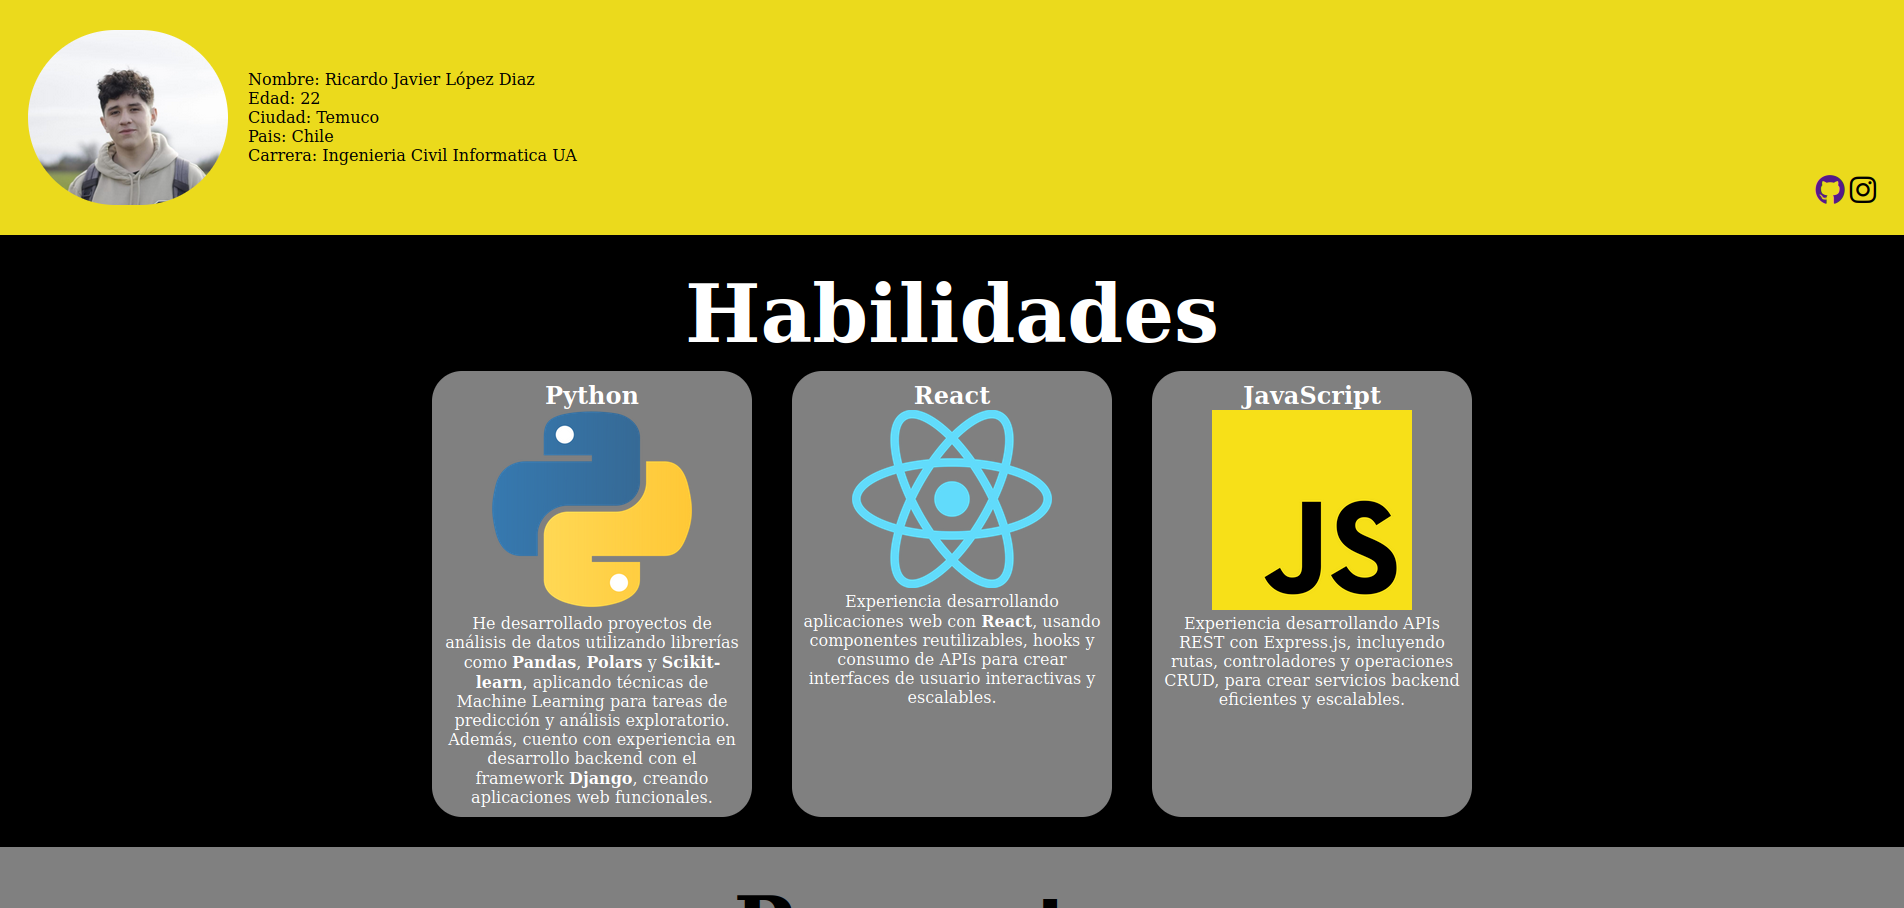 Nombre: Ricardo Javier López Diaz
Edad: 22
Ciudad: Temuco
Pais: Chile
Carrera: Ingenieria Civil Informatica UA
Habilidades
Python
He desarrollado proyectos de
análisis de datos utilizando librerías
como Pandas, Polars y Scikit-
learn, aplicando técnicas de
Machine Learning para tareas de
predicción y análisis exploratorio.
Además, cuento con experiencia en
desarrollo backend con el
framework Django, creando
aplicaciones web funcionales.
React
Experiencia desarrollando
aplicaciones web con React, usando
componentes reutilizables, hooks y
consumo de APIs para crear
interfaces de usuario interactivas y
escalables.
JavaScript
JS
Experiencia desarrollando APIs
REST con Express.js, incluyendo
rutas, controladores y operaciones
CRUD, para crear servicios backend
eficientes y escalables.